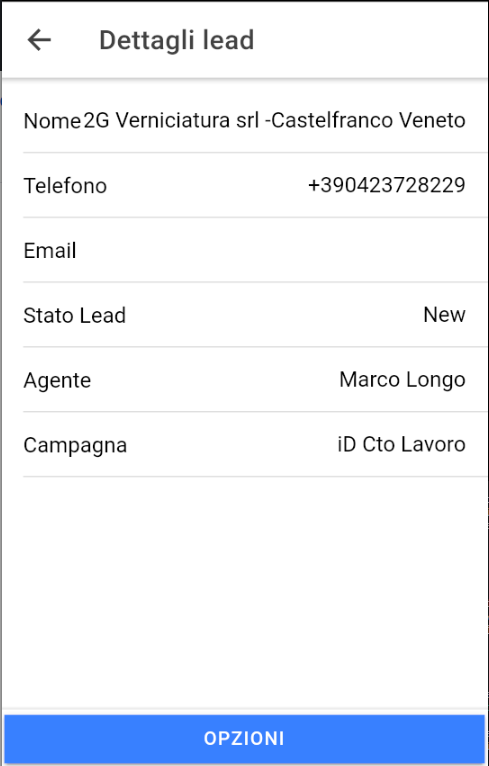 Dettagli lead
Nome 2G Verniciatura srl -Castelfranco Veneto
Telefono +390423728229
Email
Stato Lead New
Agente Marco Longo
Campagna iD Cto Lavoro
OPZIONI